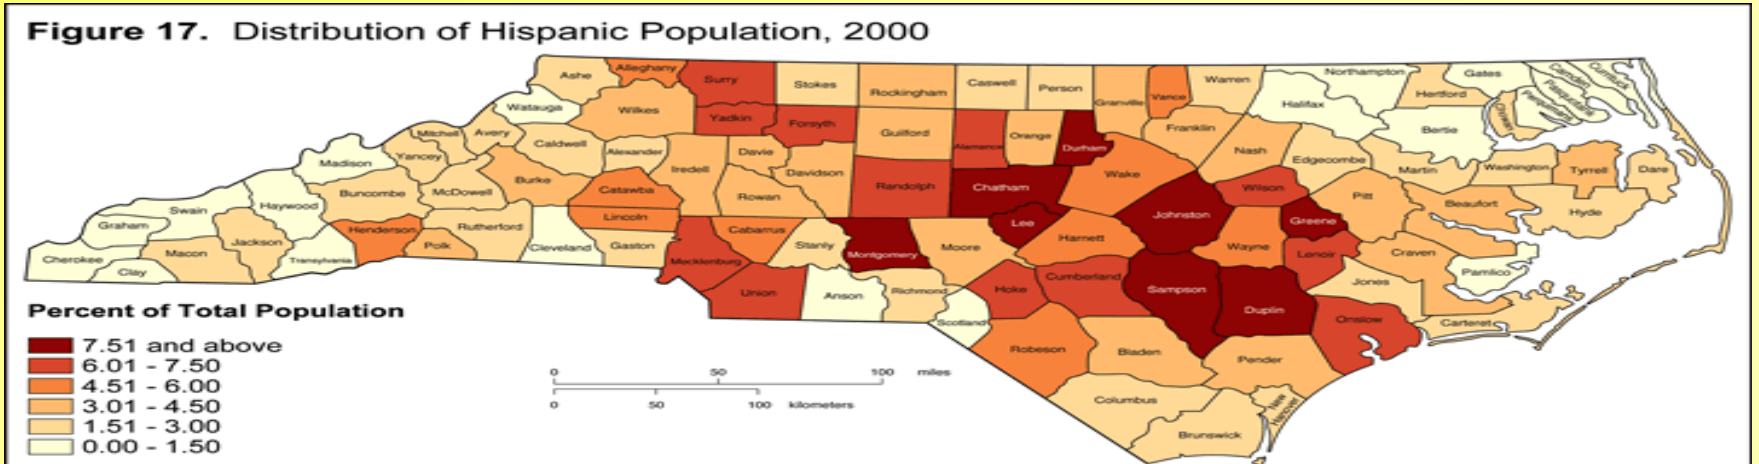 Figure 17. Distribution of Hispanic Population, 2000
Ashe
Alleghany
Surry
Stokes
Rockingham
Caswell
Person
Granville
Vance
Warren
Northampton
Gates
Camden
Currituck
Pasquotank
Perquimans
Chowan
Hertford
Halifax
Bertie
Watauga
Wilkes
Yadkin
Forsyth
Guilford
Alamance
Orange
Durham
Franklin
Nash
Edgecombe
Martin
Washington
Tyrrell
Dare
Mitchell
Avery
Caldwell
Alexander
Iredell
Davie
Davidson
Randolph
Chatham
Wake
Wilson
Pitt
Beaufort
Hyde
Madison
Yancey
Burke
Catawba
Rowan
Johnston
Greene
Buncombe
McDowell
Lincoln
Cabarrus
Stanly
Montgomery
Moore
Lee
Harnett
Wayne
Lenoir
Craven
Pamlico
Swain
Haywood
Graham
Henderson
Rutherford
Polk
Cleveland
Gaston
Mecklenburg
Jackson
Macon
Cherokee
Clay
Transylvania
Union
Anson
Richmond
Scotland
Hoke
Cumberland
Sampson
Duplin
Jones
Onslow
Carteret
Robeson
Bladen
Pender
Columbus
New
Hanover
Brunswick
Percent of Total Population
7.51 and above
6.01 - 7.50
4.51 - 6.00
3.01 - 4.50
1.51 - 3.00
0.00 - 1.50
0 50 100 miles
0 50 100 kilometers